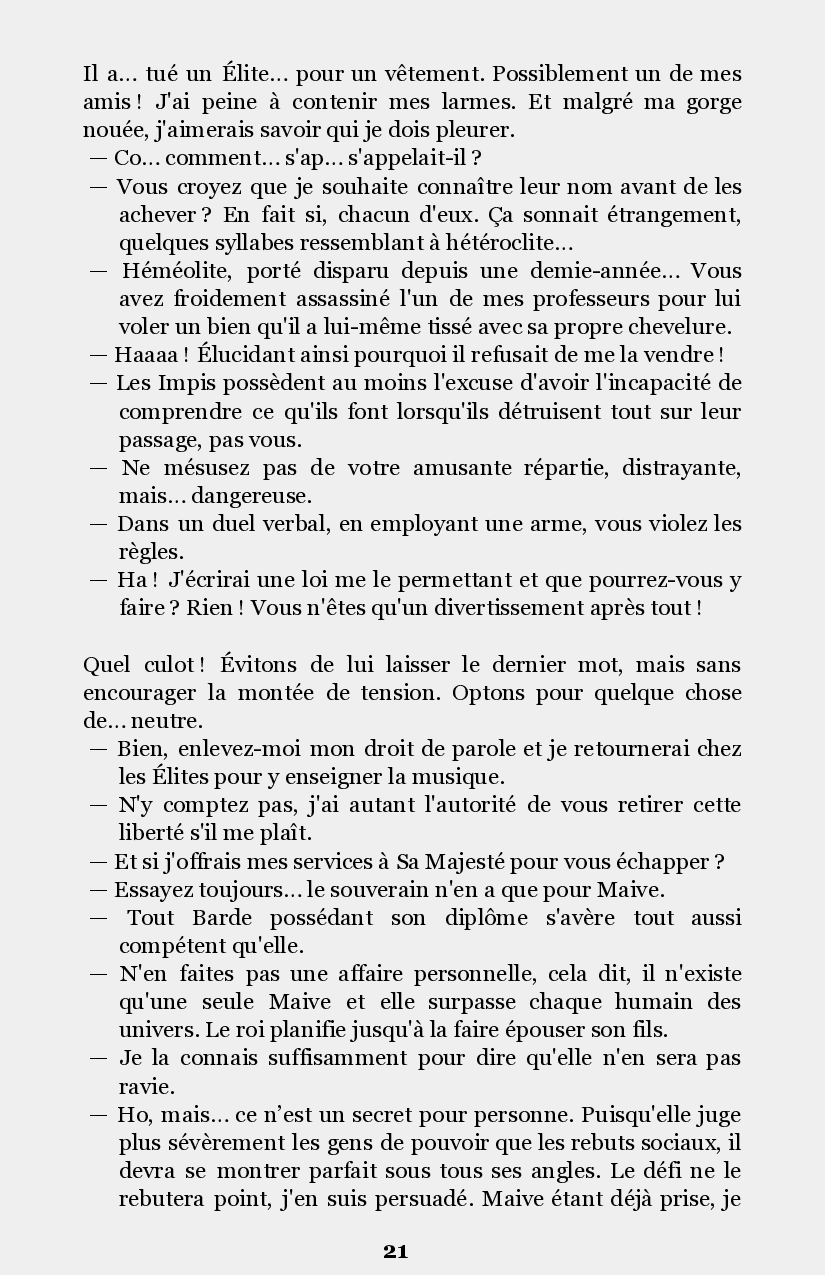 Il a... tué un Élite... pour un vêtement. Possiblement un de mes
amis ! J'ai peine à contenir mes larmes. Et malgré ma gorge
nouée, j'aimerais savoir qui je dois pleurer.
— Co... comment... s'ap... s'appelait-il ?
— Vous croyez que je souhaite connaître leur nom avant de les
achever ? En fait si, chacun d'eux. Ça sonnait étrangement,
quelques syllabes ressemblant à hétéroclite...
— Héméolite, porté disparu depuis une demie-année... Vous
avez froidement assassiné l'un de mes professeurs pour lui
voler un bien qu'il a lui-même tissé avec sa propre chevelure.
— Haaaa ! Élucidant ainsi pourquoi il refusait de me la vendre !
— Les Impis possèdent au moins l'excuse d'avoir l'incapacité de
comprendre ce qu'ils font lorsqu'ils détruisent tout sur leur
passage, pas vous.
— Ne mésusez pas de votre amusante répartie, distrayante,
mais... dangereuse.
— Dans un duel verbal, en employant une arme, vous violez les
règles.
— Ha ! J'écrirai une loi me le permettant et que pourrez-vous y
faire ? Rien ! Vous n'êtes qu'un divertissement après tout !
Quel culot ! Évitons de lui laisser le dernier mot, mais sans
encourager la montée de tension. Optons pour quelque chose
de... neutre.
— Bien, enlevez-moi mon droit de parole et je retournerai chez
les Élites pour y enseigner la musique.
— N'y comptez pas, j'ai autant l'autorité de vous retirer cette
liberté s'il me plaît.
— Et si j'offrais mes services à Sa Majesté pour vous échapper ?
— Essayez toujours... le souverain n'en a que pour Maive.
— Tout Barde possédant son diplôme s'avère tout aussi
compétent qu'elle.
— N'en faites pas une affaire personnelle, cela dit, il n'existe
qu'une seule Maive et elle surpasse chaque humain des
univers. Le roi planifie jusqu'à la faire épouser son fils.
— Je la connais suffisamment pour dire qu'elle n'en sera pas
ravie.
— Ho, mais... ce n’est un secret pour personne. Puisqu'elle juge
plus sévèrement les gens de pouvoir que les rebuts sociaux, il
devra se montrer parfait sous tous ses angles. Le défi ne le
rebutera point, j'en suis persuadé. Maive étant déjà prise, je
21